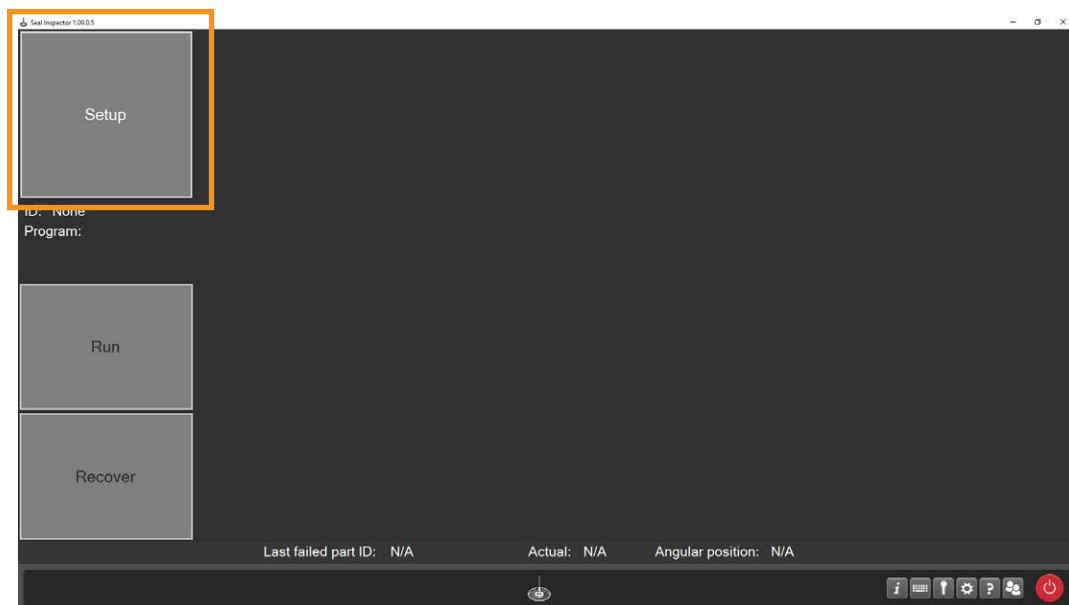 Seal Inspector 1.09.0.5
Setup
ID: None
Program:
Run
Recover
Last failed part ID: N/A Actual: N/A Angular position: N/A
i ?